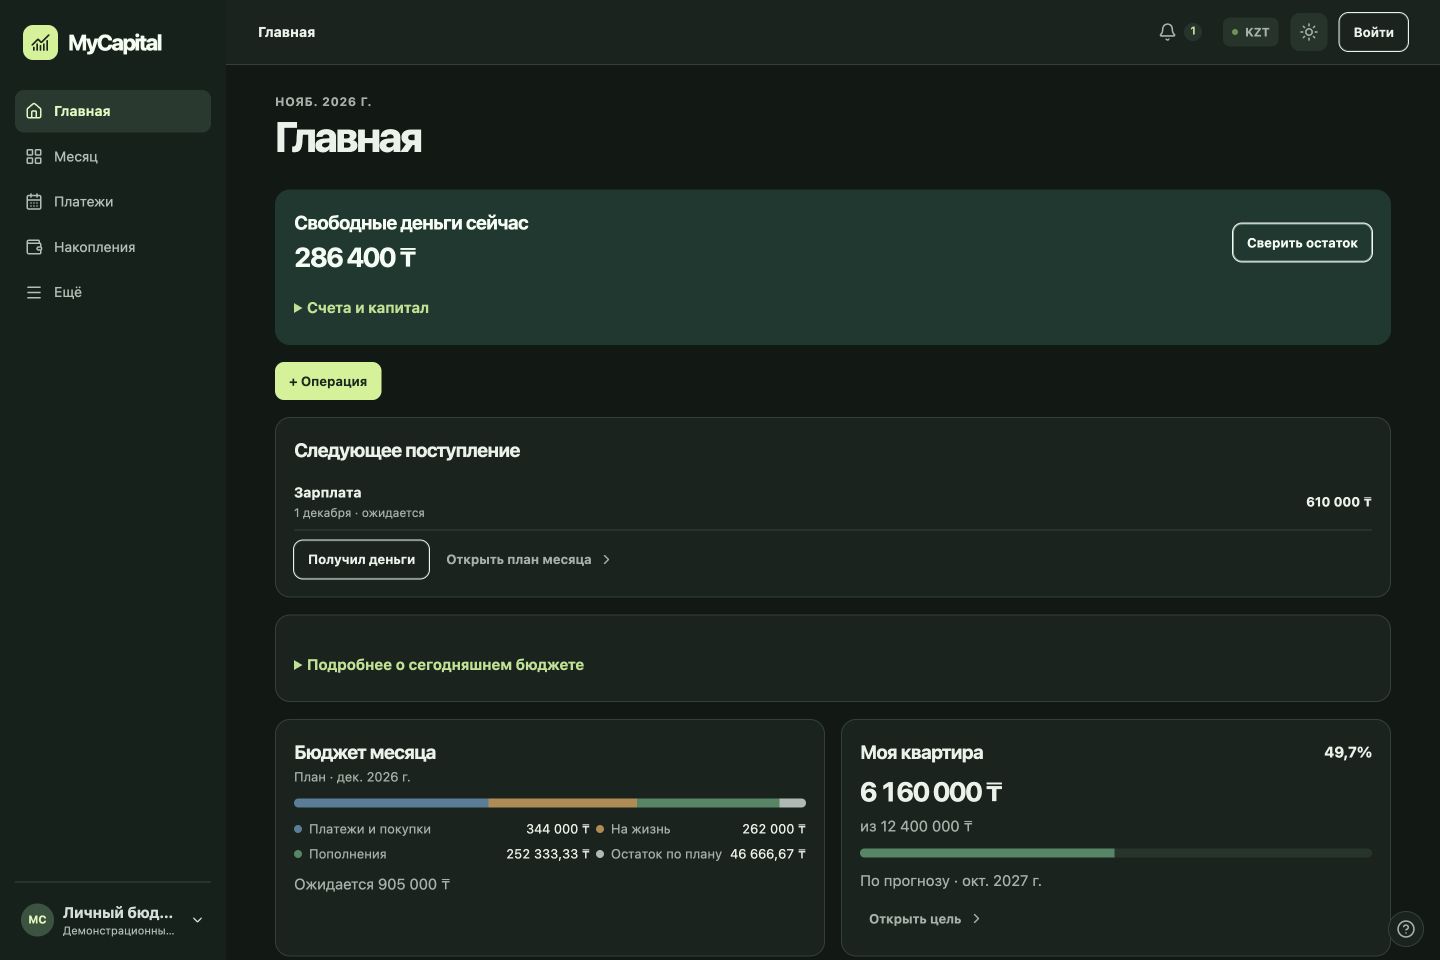 MyCapital
Главная
Месяц
Платежи
Накопления
Ещё
МС
Личный бюд...
Демонстрационны...
Главная
1
KZT
Войти
НОЯБ. 2026 Г.
Главная
Свободные деньги сейчас
286 400 ₸
Сверить остаток
Счета и капитал
+ Операция
Следующее поступление
Зарплата
1 декабря · ожидается
610 000 ₸
Получил деньги
Открыть план месяца
Подробнее о сегодняшнем бюджете
Бюджет месяца
План · дек. 2026 г.
Платежи и покупки 344 000 ₸
На жизнь 262 000 ₸
Пополнения 252 333,33 ₸
Остаток по плану 46 666,67 ₸
Ожидается 905 000 ₸
Моя квартира
49,7%
6 160 000 ₸
из 12 400 000 ₸
По прогнозу · окт. 2027 г.
Открыть цель